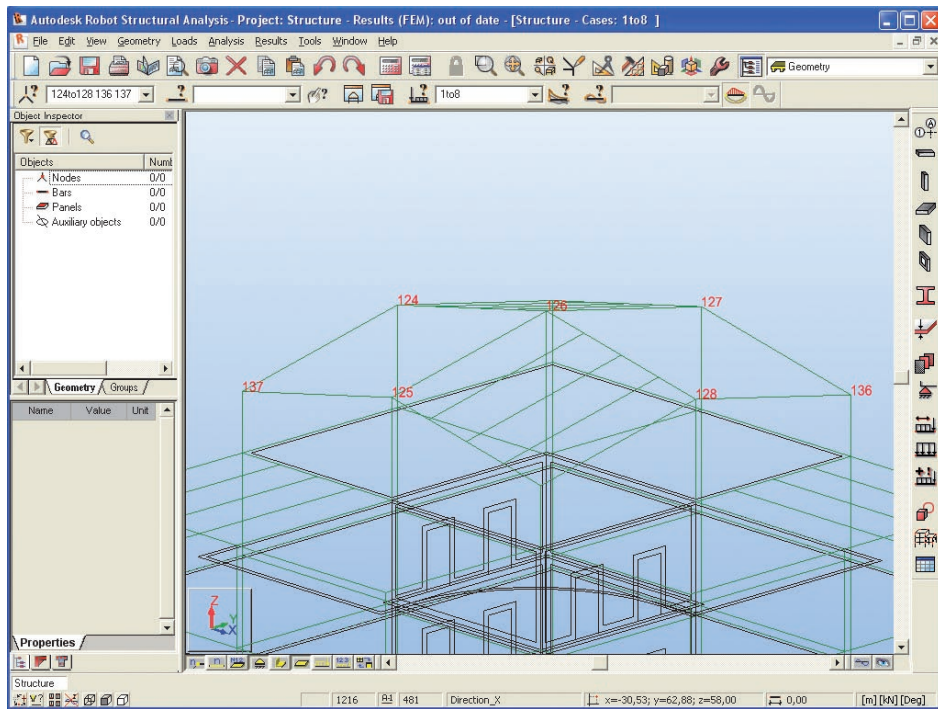 Autodesk Robot Structural Analysis - Project: Structure - Results (FEM): out of date - [Structure - Cases: 1to8 ]
File Edit View Geometry Loads Analysis Results Tools Window Help
Geometry
124to128 136 137 1to8
Object Inspector
Objects Numb
Nodes 0/0
Bars 0/0
Panels 0/0
Auxiliary objects 0/0
124 126 127
137 125 128 136
Geometry Groups
Name Value Unit
Z
Y
X
Properties
Structure
1216 481 Direction_X x=-30,53; y=62,88; z=58,00 0,00 [m] [kN] [Deg]